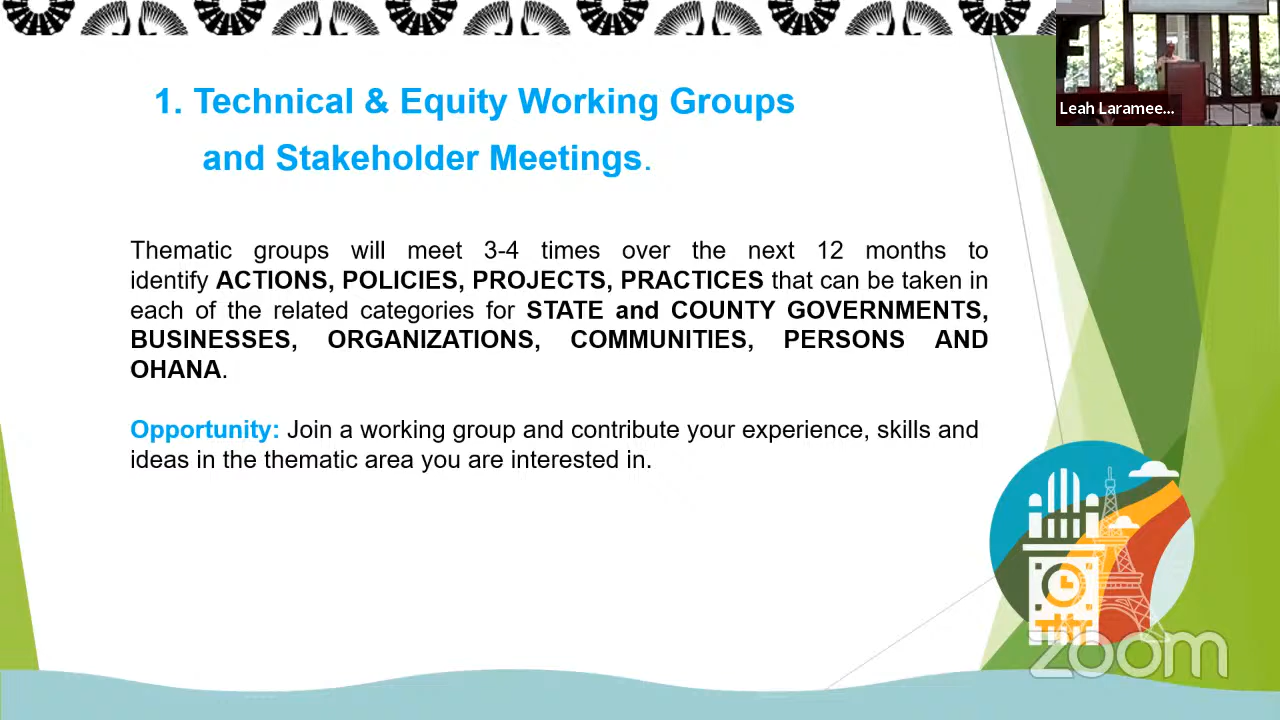 Leah Laramee...
1. Technical & Equity Working Groups
and Stakeholder Meetings.
Thematic groups will meet 3-4 times over the next 12 months to
identify ACTIONS, POLICIES, PROJECTS, PRACTICES that can be taken in
each of the related categories for STATE and COUNTY GOVERNMENTS,
BUSINESSES, ORGANIZATIONS, COMMUNITIES, PERSONS AND
OHANA.
Opportunity: Join a working group and contribute your experience, skills and
ideas in the thematic area you are interested in.
zoom